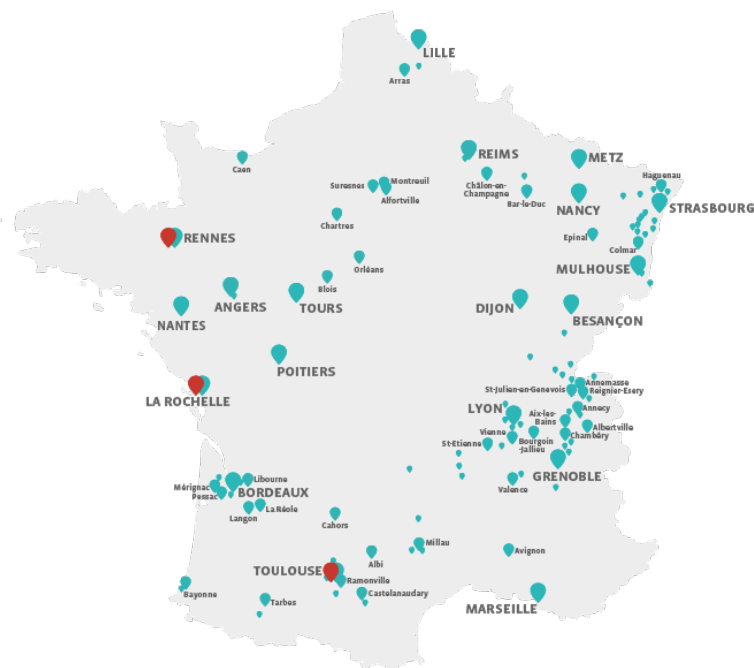 LILLE
Arras
REIMS
METZ
Caen
Haguenau
Suresnes
Montreuil
Alfortville
Châlon-en-
Champagne
Bar-le-Duc
NANCY
STRASBOURG
Chartres
RENNES
Epinal
Colmar
Orléans
MULHOUSE
Blois
ANGERS
TOURS
DIJON
NANTES
BESANÇON
POITIERS
St-Julien-en-Genevois
Annemasse
Reignier-Esery
LA ROCHELLE
LYON
Aix-les-
Bains
Annecy
Albertville
Vienne
Bourgoin
-Jallieu
Chambéry
St-Etienne
GRENOBLE
Valence
Libourne
Mérignac
BORDEAUX
Pessac
Langon
La Réole
Cahors
Millau
Albi
Avignon
TOULOUSE
Ramonville
Castelanaudary
Bayonne
Tarbes
MARSEILLE